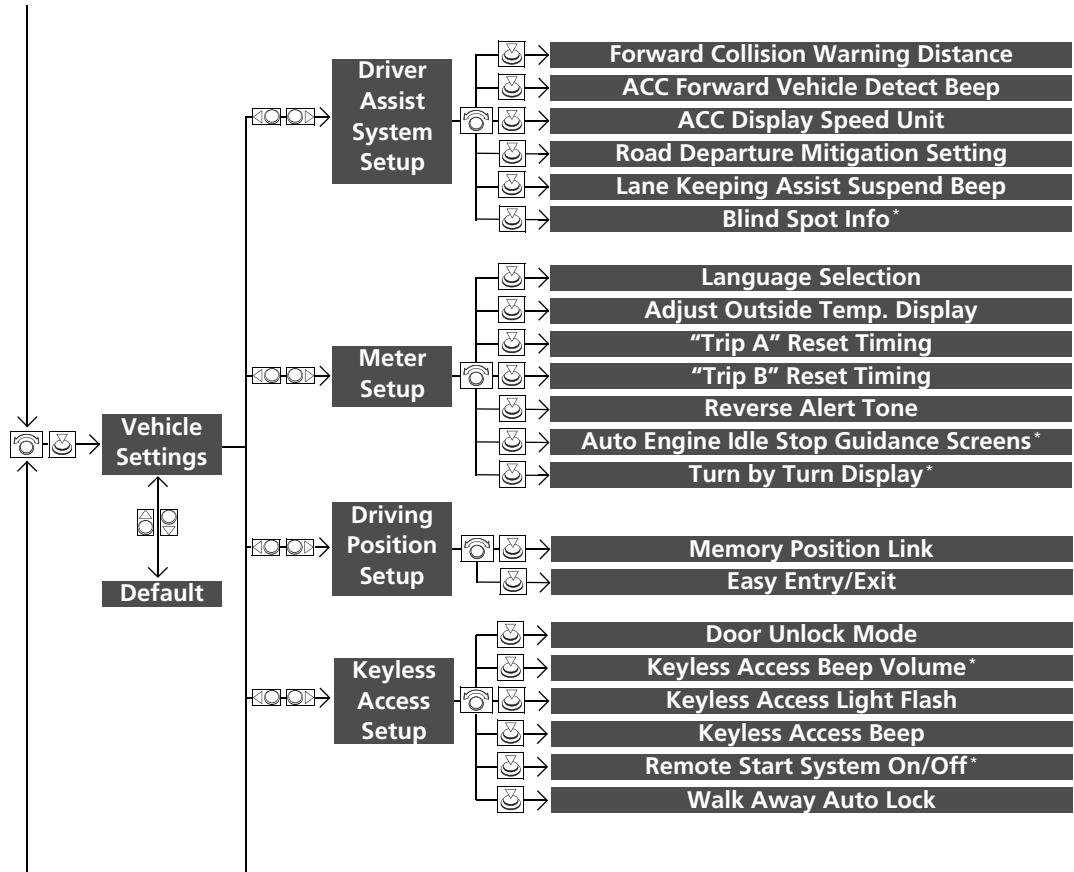 Driver
Assist
System
Setup
Forward Collision Warning Distance
ACC Forward Vehicle Detect Beep
ACC Display Speed Unit
Road Departure Mitigation Setting
Lane Keeping Assist Suspend Beep
Blind Spot Info*
Meter
Setup
Language Selection
Adjust Outside Temp. Display
“Trip A” Reset Timing
“Trip B” Reset Timing
Reverse Alert Tone
Auto Engine Idle Stop Guidance Screens*
Turn by Turn Display*
Vehicle
Settings
Default
Driving
Position
Setup
Memory Position Link
Easy Entry/Exit
Keyless
Access
Setup
Door Unlock Mode
Keyless Access Beep Volume*
Keyless Access Light Flash
Keyless Access Beep
Remote Start System On/Off*
Walk Away Auto Lock